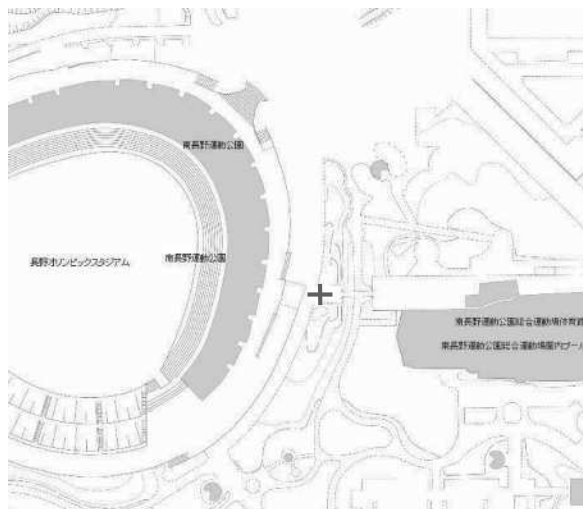 南長野運動公園
長野オリンピックスタジアム
南長野運動公園
南長野運動公園総合運動場体育館
南長野運動公園総合運動場屋内プール